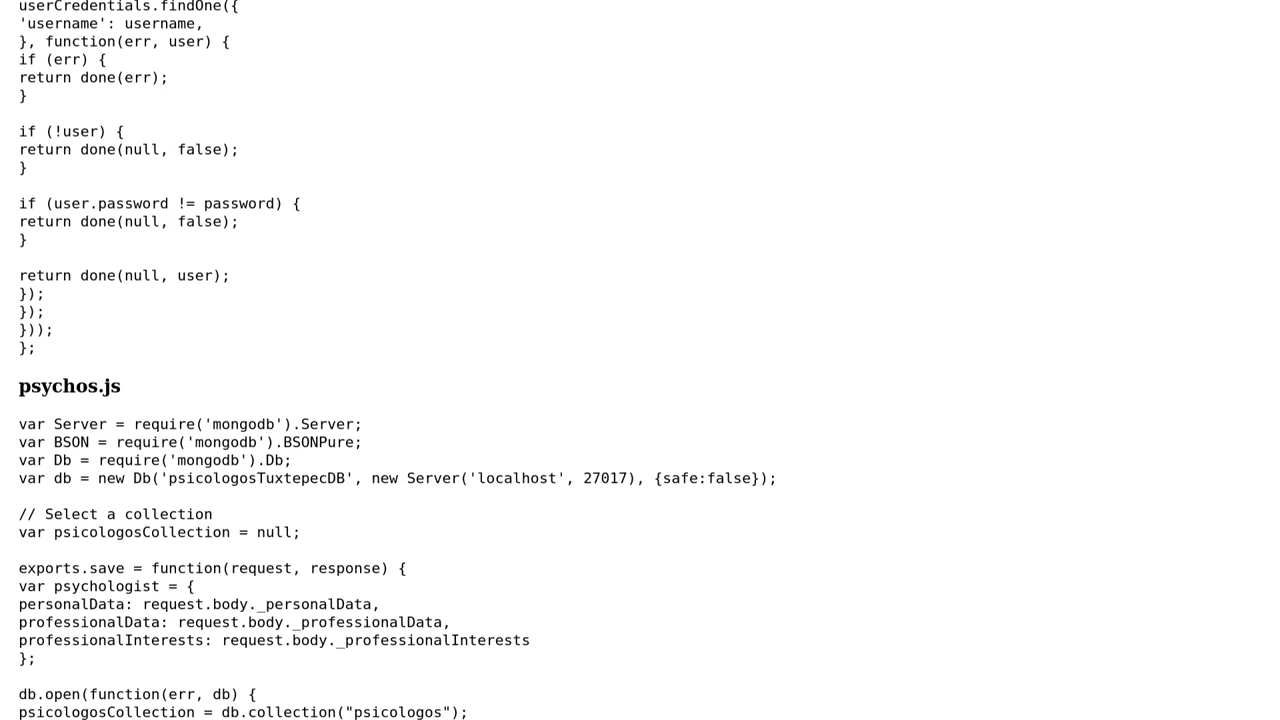 userCredentials.findOne({
'username': username,
}, function(err, user) {
if (err) {
return done(err);
}
if (!user) {
return done(null, false);
}
if (user.password != password) {
return done(null, false);
}
return done(null, user);
});
});
}));
};
psychos.js
var Server = require('mongodb').Server;
var BSON = require('mongodb').BSONPure;
var Db = require('mongodb').Db;
var db = new Db('psicologosTuxtepecDB', new Server('localhost', 27017), {safe:false});
// Select a collection
var psicologosCollection = null;
exports.save = function(request, response) {
var psychologist = {
personalData: request.body._personalData,
professionalData: request.body._professionalData,
professionalInterests: request.body._professionalInterests
};
db.open(function(err, db) {
psicologosCollection = db.collection("psicologos");